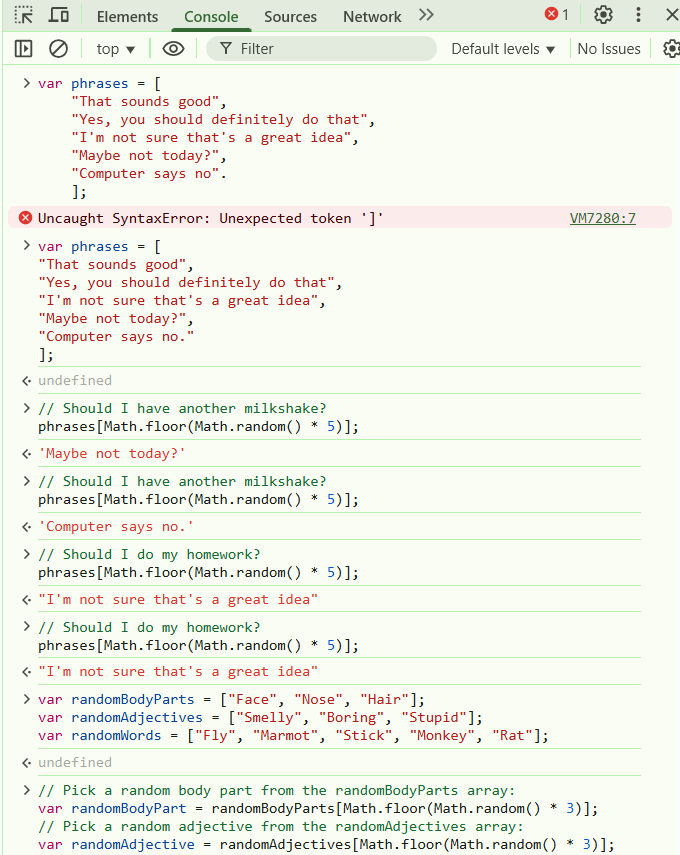 Elements Console Sources Network 1
top Filter Default levels No Issues
var phrases = [
"That sounds good",
"Yes, you should definitely do that",
"I'm not sure that's a great idea",
"Maybe not today?",
"Computer says no".
];
Uncaught SyntaxError: Unexpected token ']' VM7280:7
var phrases = [
"That sounds good",
"Yes, you should definitely do that",
"I'm not sure that's a great idea",
"Maybe not today?",
"Computer says no."
];
undefined
// Should I have another milkshake?
phrases[Math.floor(Math.random() * 5)];
'Maybe not today?'
// Should I have another milkshake?
phrases[Math.floor(Math.random() * 5)];
'Computer says no.'
// Should I do my homework?
phrases[Math.floor(Math.random() * 5)];
"I'm not sure that's a great idea"
// Should I do my homework?
phrases[Math.floor(Math.random() * 5)];
"I'm not sure that's a great idea"
var randomBodyParts = ["Face", "Nose", "Hair"];
var randomAdjectives = ["Smelly", "Boring", "Stupid"];
var randomWords = ["Fly", "Marmot", "Stick", "Monkey", "Rat"];
undefined
// Pick a random body part from the randomBodyParts array:
var randomBodyPart = randomBodyParts[Math.floor(Math.random() * 3)];
// Pick a random adjective from the randomAdjectives array:
var randomAdjective = randomAdjectives[Math.floor(Math.random() * 3)];